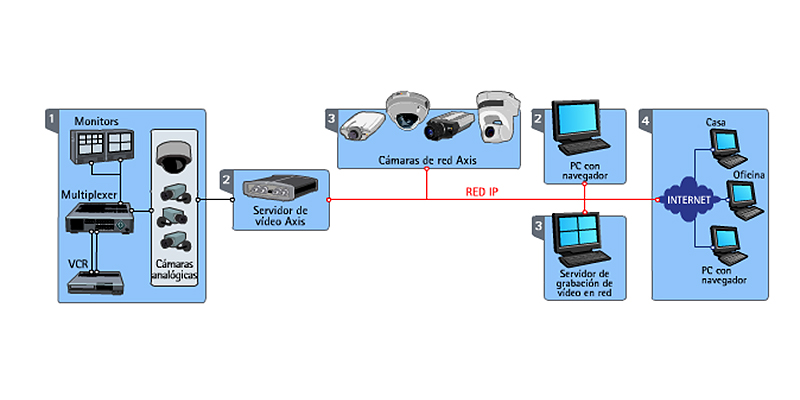 1
Monitors
Multiplexer
VCR
Cámaras
analógicas
2
Servidor de
vídeo Axis
3
Cámaras de red Axis
RED IP
2
PC con
navegador
3
Servidor de
grabación de
vídeo en red
4
Casa
Oficina
INTERNET
PC con
navegador